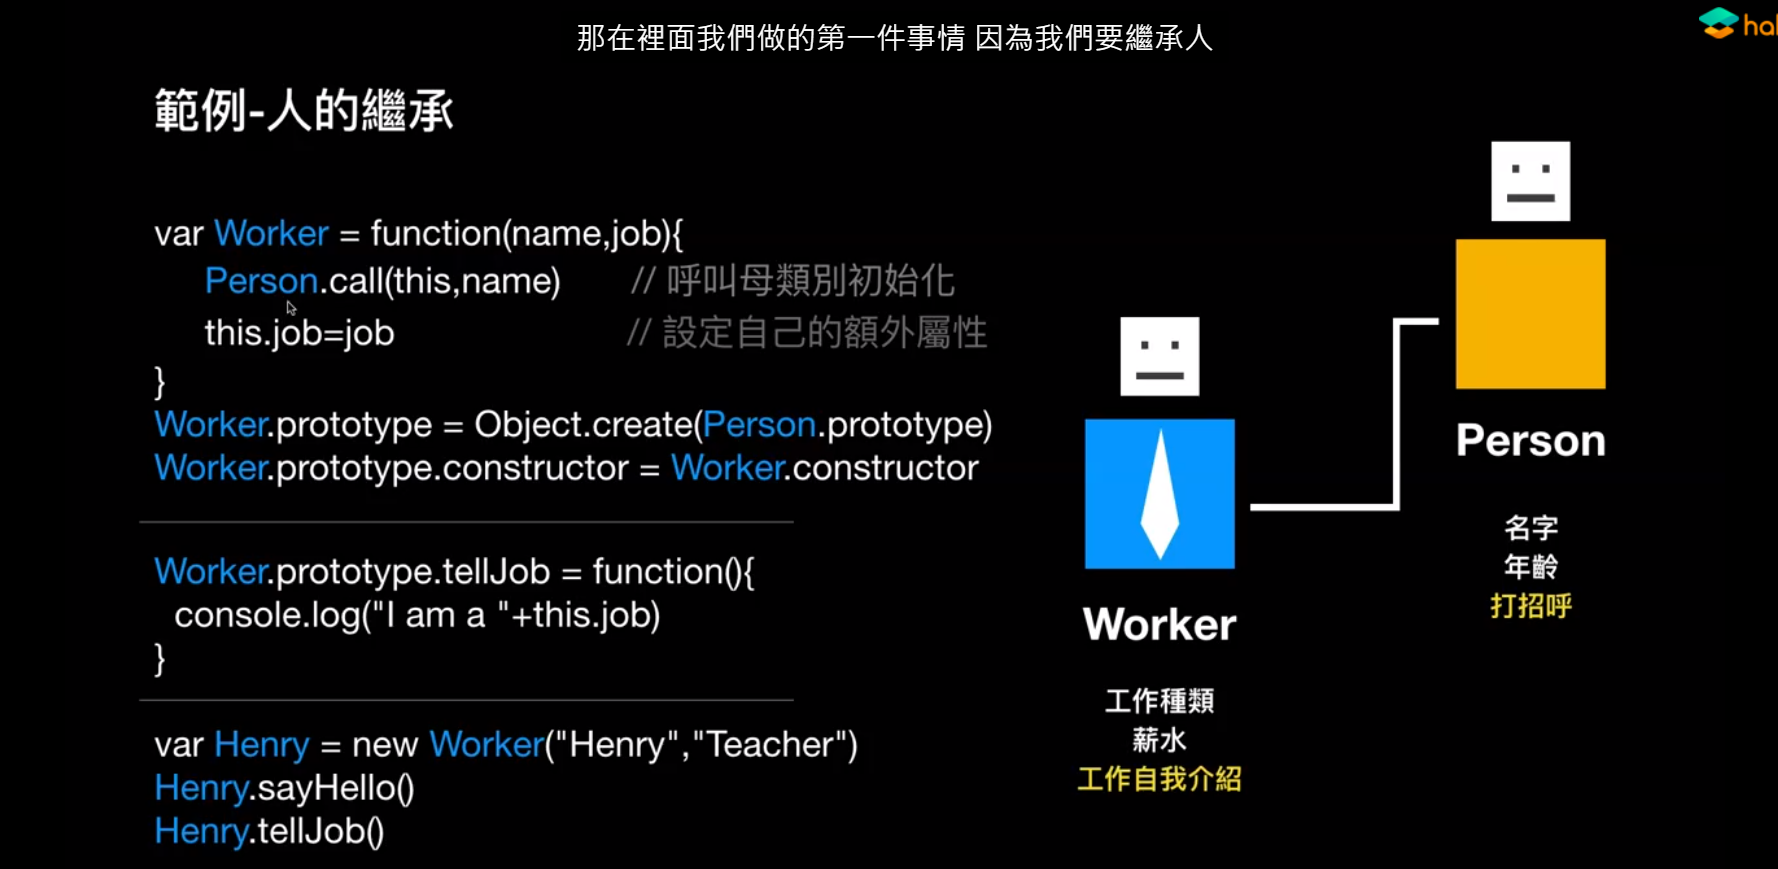 那在裡面我們做的第一件事情 因為我們要繼承人
hal
範例-人的繼承
var Worker = function(name,job){
Person.call(this,name) // 呼叫母類別初始化
this.job=job // 設定自己的額外屬性
}
Worker.prototype = Object.create(Person.prototype)
Worker.prototype.constructor = Worker.constructor
Worker.prototype.tellJob = function(){
console.log("I am a "+this.job)
}
var Henry = new Worker("Henry","Teacher")
Henry.sayHello()
Henry.tellJob()
Worker
工作種類
薪水
工作自我介紹
Person
名字
年齡
打招呼